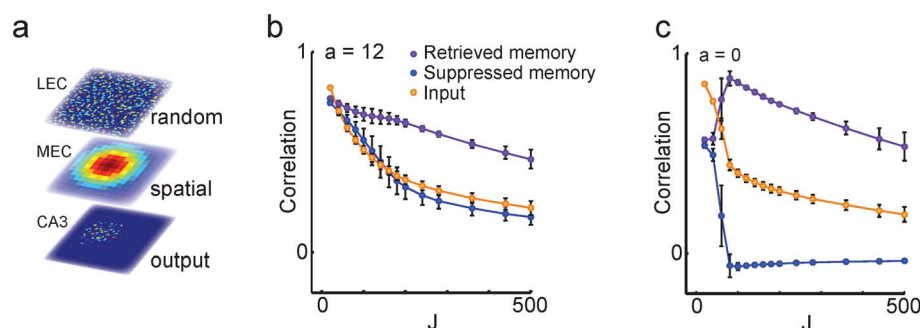 a
LEC
random
MEC
spatial
CA3
output
b
1
a = 12
Retrieved memory
Suppressed memory
Input
Correlation
0
0
500
J
c
1
a = 0
Correlation
0
0
500
J